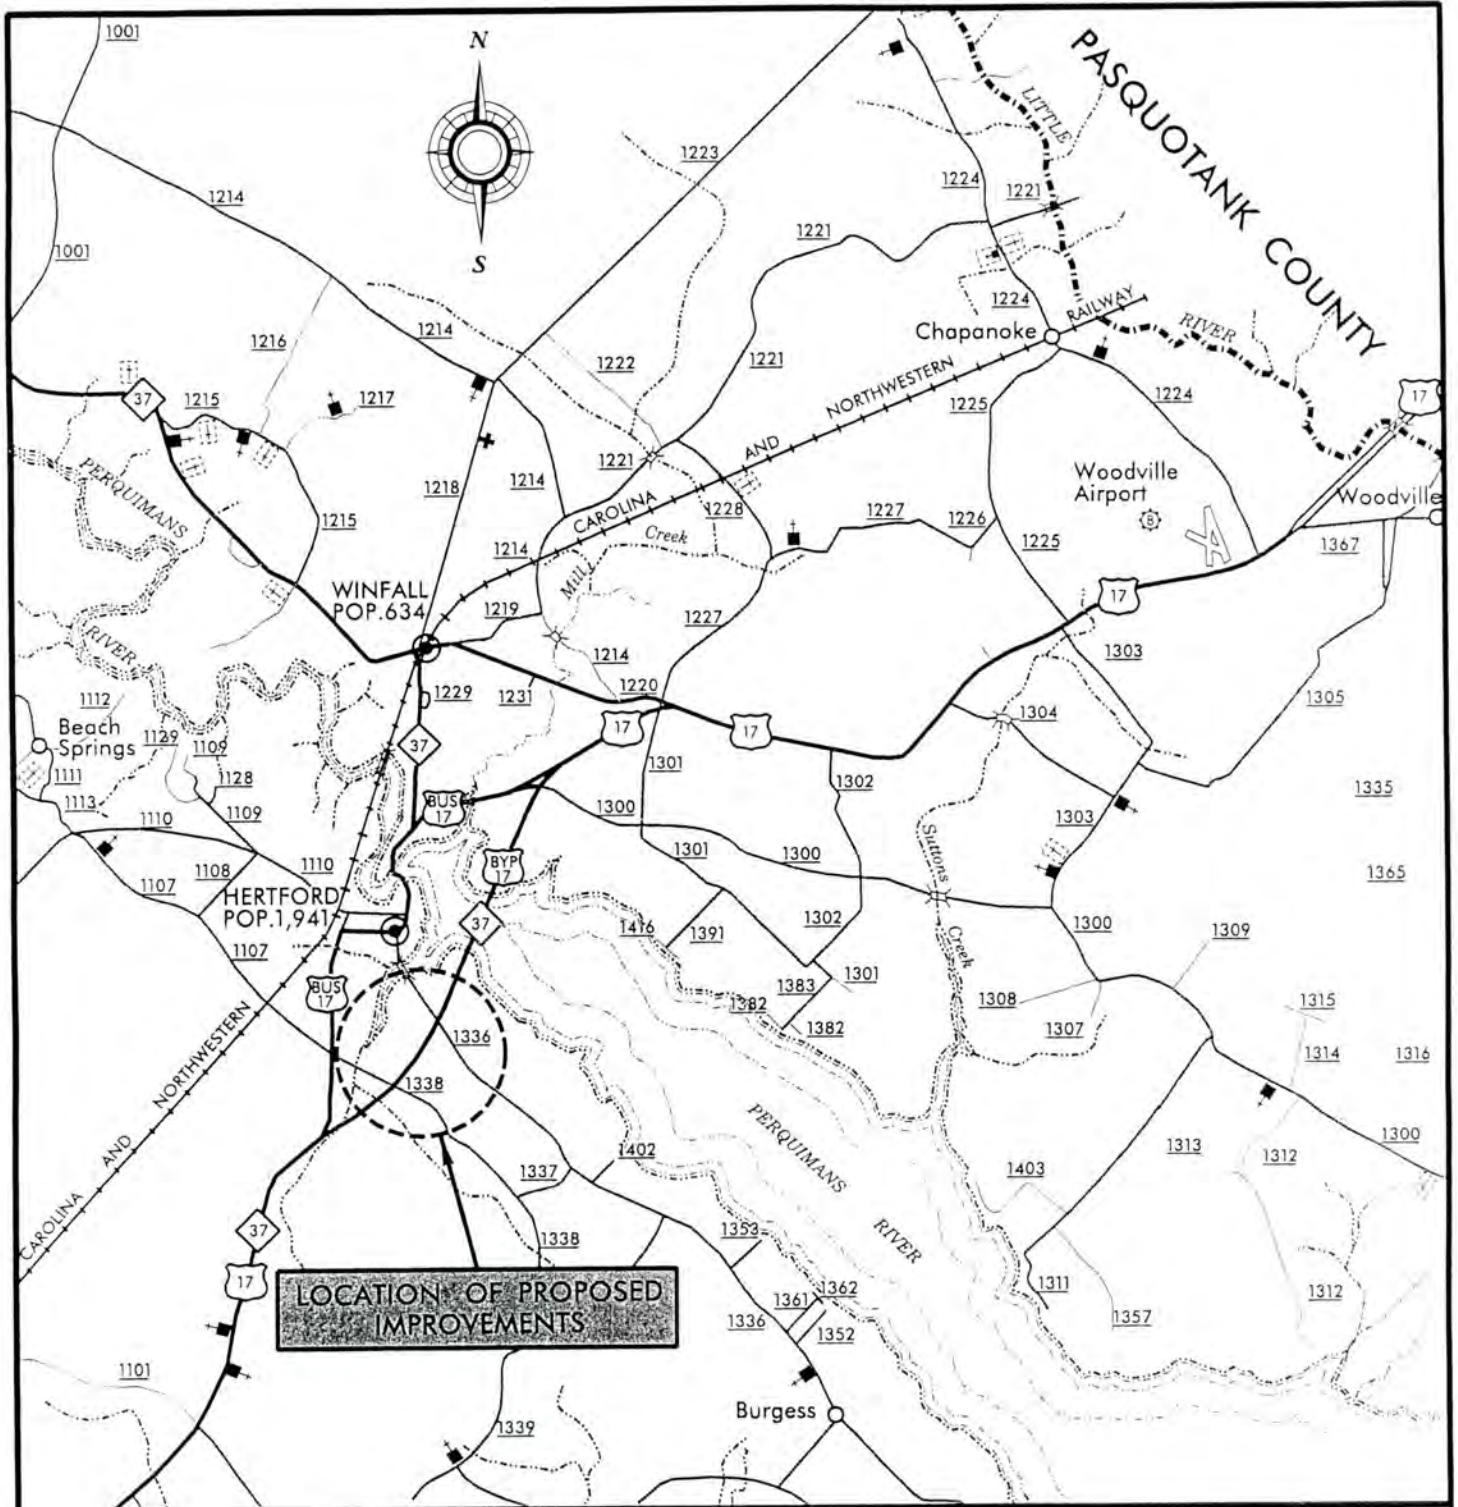 1001
N
S
PASQUOTANK COUNTY
LITTLE
1223
1224
1221
1214
1221
1001
1224
RAILWAY
RIVER
Chapanoke
1216
1214
1222
1221
NORTHWESTERN
1225
1224
17
37
1215
1217
AND
1221
Woodville
Airport
B
Woodville
PERQUIMANS
1218
1214
CAROLINA
1228
1227
1226
1215
1214
Creek
1225
1367
WINFALL
POP.634
Mill
17
1219
1227
RIVER
1214
1303
1112
1229
1231
1220
1305
Beach
Springs
1129
1109
37
17
17
1304
1111
1128
1301
1302
1335
1113
1109
BUS
17
1300
1303
1110
1110
BYP
17
1301
1300
Suttons
1365
1107
1108
HERTFORD
POP.1,941
37
1416
1391
1302
1300
1309
1107
Creek
BUS
17
1383
1301
1308
1315
1382
1382
1307
NORTHWESTERN
1336
1314
1316
1338
AND
PERQUIMANS
1300
1402
1313
1312
1337
1403
CAROLINA
37
1338
1353
RIVER
17
LOCATION OF PROPOSED
IMPROVEMENTS
1361
1362
1311
1312
1336
1352
1357
1101
Burgess
1339